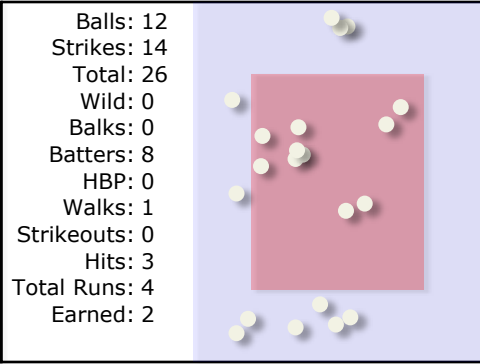 Balls: 12
Strikes: 14
Total: 26
Wild: 0
Balks: 0
Batters: 8
HBP: 0
Walks: 1
Strikeouts: 0
Hits: 3
Total Runs: 4
Earned: 2